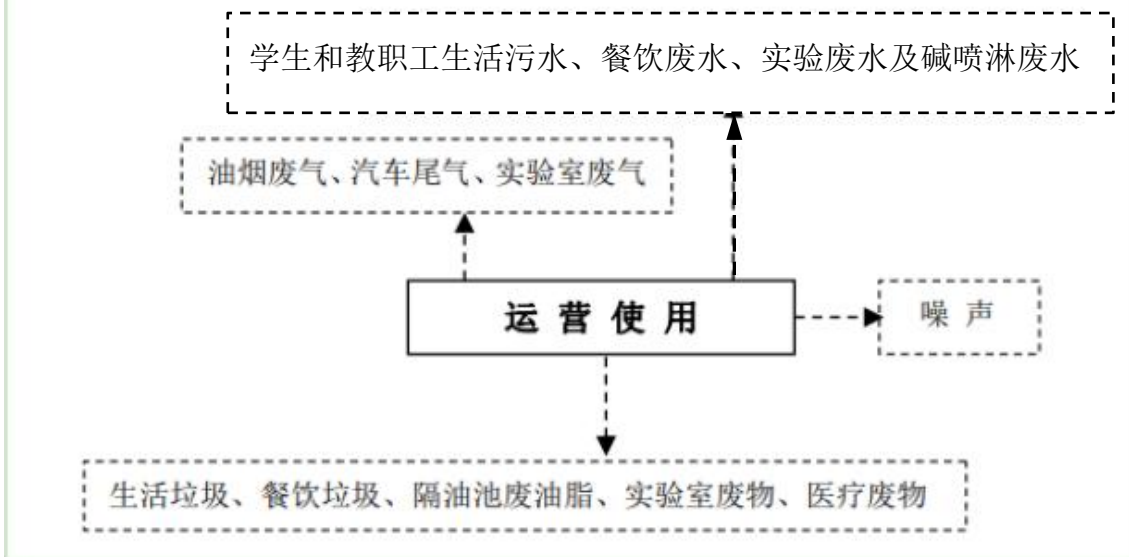 学生和教职工生活污水、餐饮废水、实验废水及碱喷淋废水
油烟废气、汽车尾气、实验室废气
运营使用
噪声
生活垃圾、餐饮垃圾、隔油池废油脂、实验室废物、医疗废物